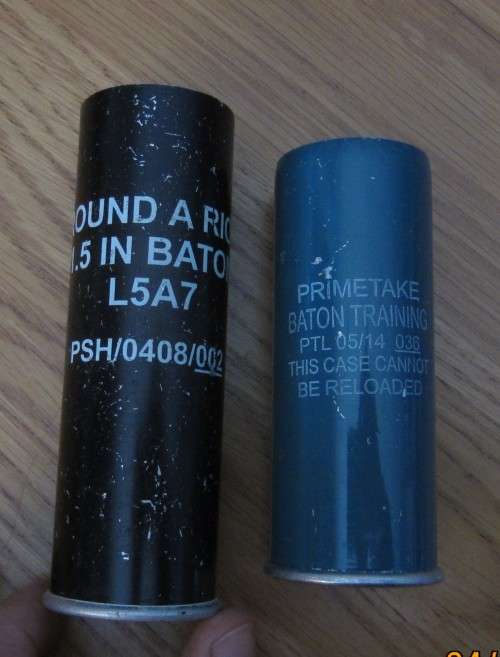 OUND A RIO
.5 IN BATON
L5A7
PSH/0408/002
PRIMETAKE
BATON TRAINING
PTL 05/14 036
THIS CASE CANNOT
BE RELOADED